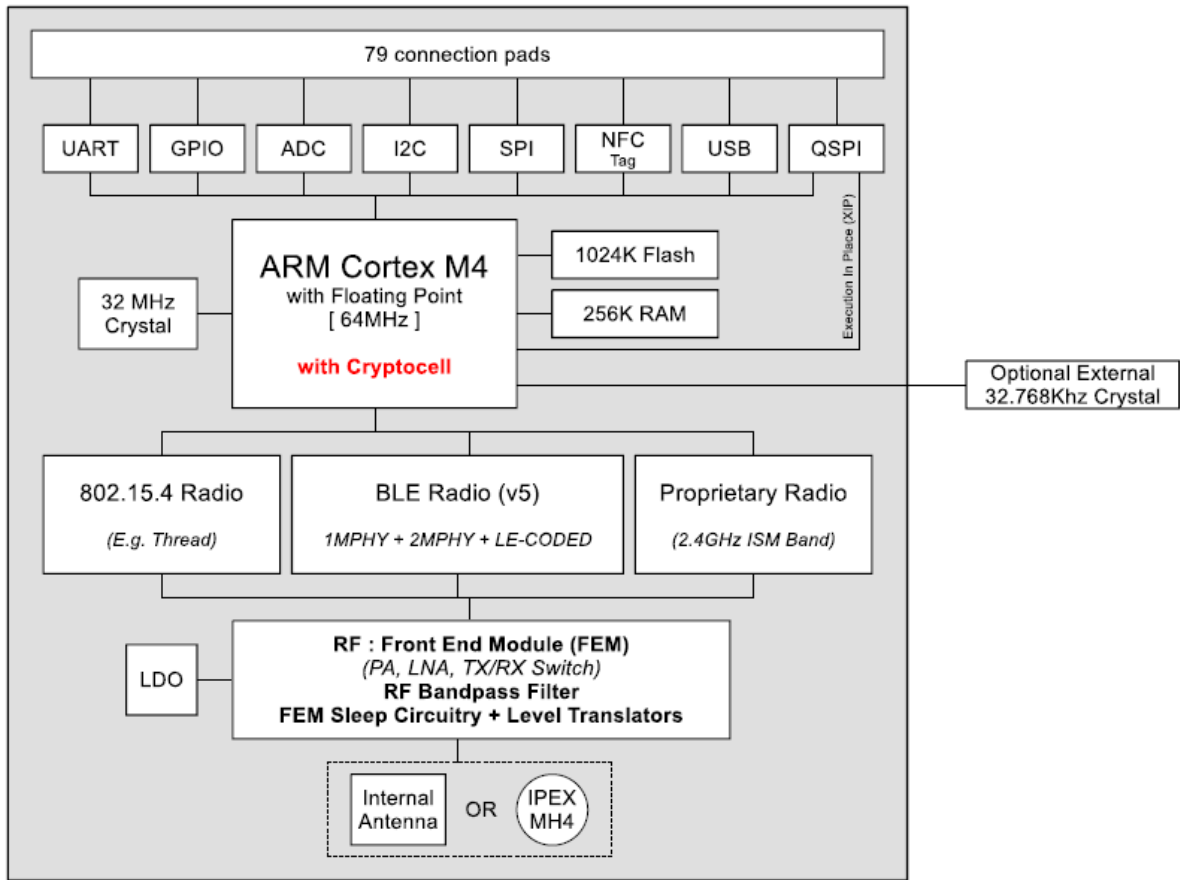 79 connection pads
UART
GPIO
ADC
I2C
SPI
NFC
Tag
USB
QSPI
Execution In Place (XIP)
ARM Cortex M4
with Floating Point
[ 64MHz ]
with Cryptocell
1024K Flash
256K RAM
32 MHz
Crystal
Optional External
32.768Khz Crystal
802.15.4 Radio
(E.g. Thread)
BLE Radio (v5)
1MPHY + 2MPHY + LE-CODED
Proprietary Radio
(2.4GHz ISM Band)
RF : Front End Module (FEM)
(PA, LNA, TX/RX Switch)
RF Bandpass Filter
FEM Sleep Circuitry + Level Translators
LDO
Internal
Antenna
OR
IPEX
MH4